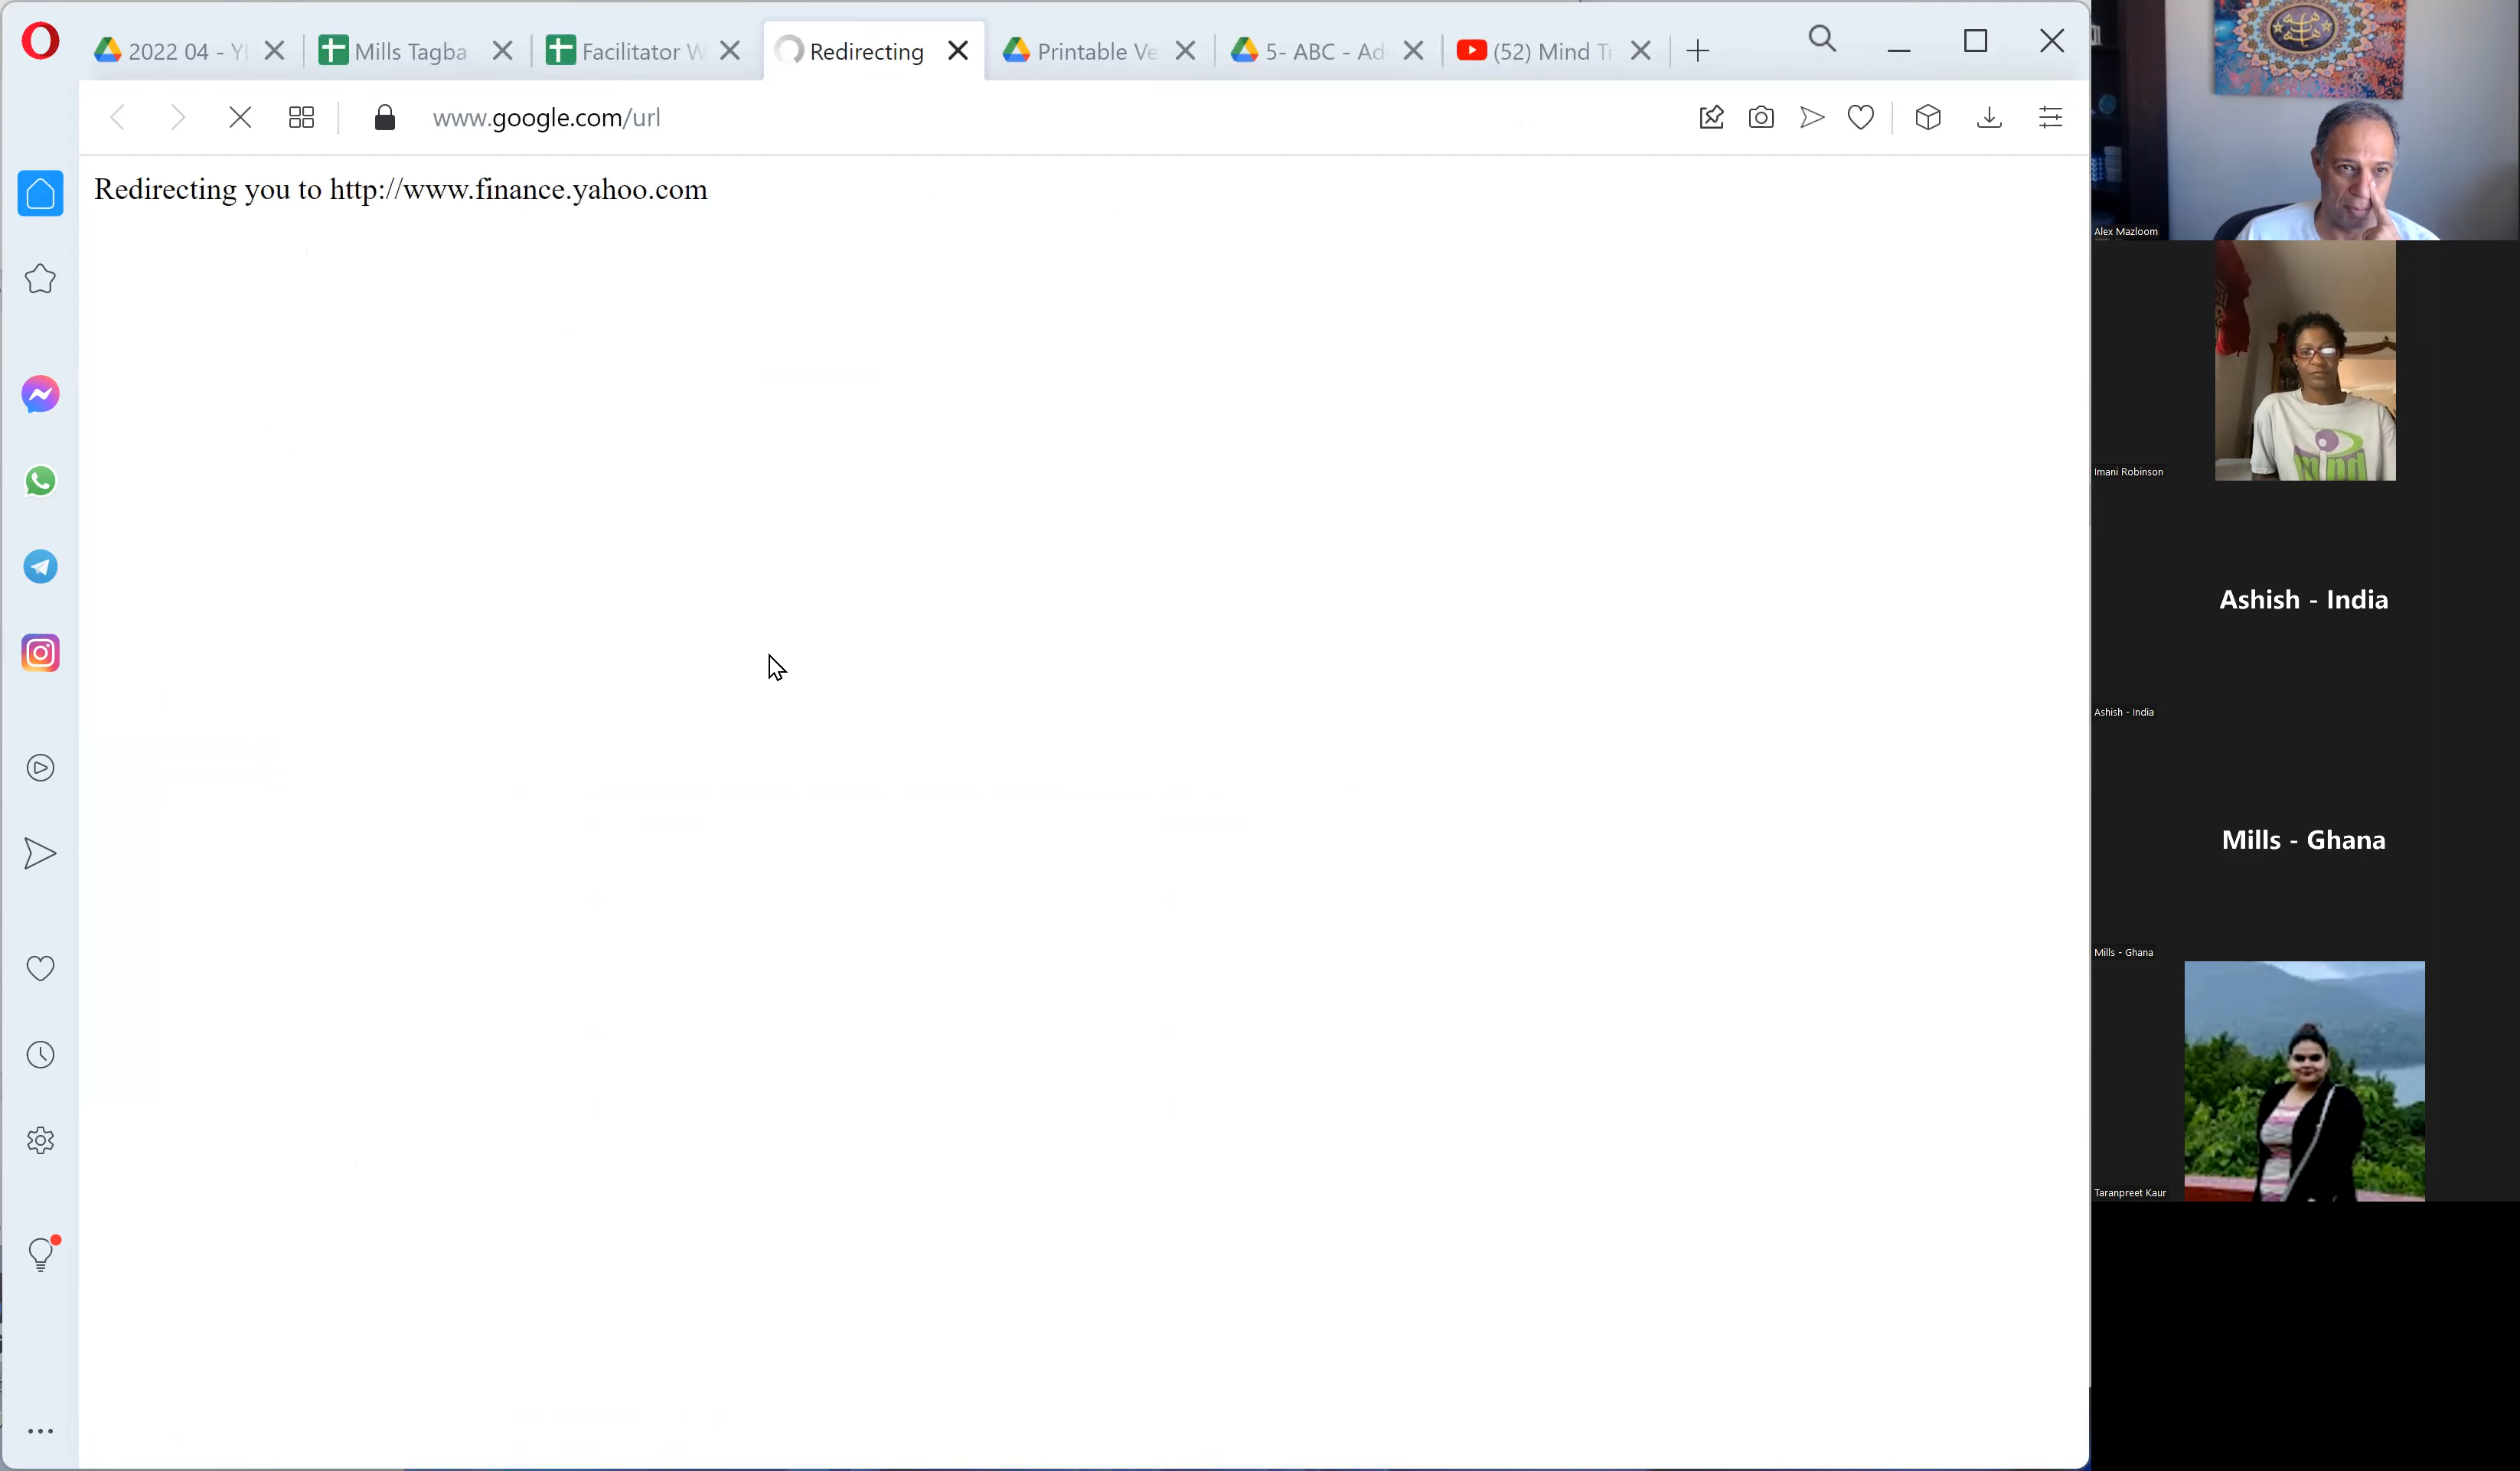 2022 04 - Y
Mills Tagba
Facilitator W
Redirecting
Printable Ve
5- ABC - Ad
(52) Mind Tr
www.google.com/url
Redirecting you to http://www.finance.yahoo.com
Alex Mazloom
Imani Robinson
Ashish - India
Ashish - India
Mills - Ghana
Mills - Ghana
Taranpreet Kaur